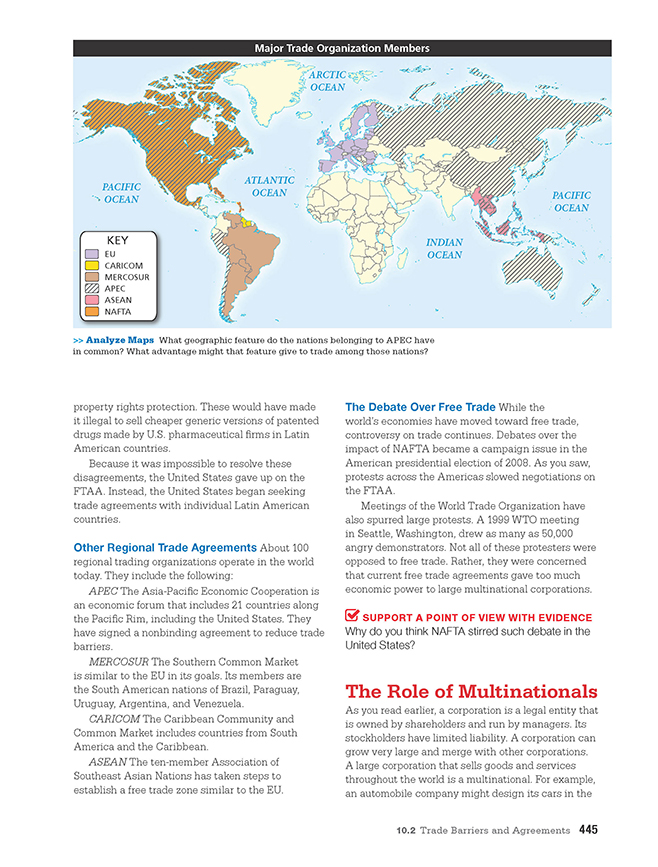 Major Trade Organization Members
ARCTIC
OCEAN
ATLANTIC
OCEAN
PACIFIC
OCEAN
PACIFIC
OCEAN
INDIAN
OCEAN
KEY
EU
CARICOM
MERCOSUR
APEC
ASEAN
NAFTA
>> Analyze Maps What geographic feature do the nations belonging to APEC have
in common? What advantage might that feature give to trade among those nations?
property rights protection. These would have made
it illegal to sell cheaper generic versions of patented
drugs made by U.S. pharmaceutical firms in Latin
American countries.
Because it was impossible to resolve these
disagreements, the United States gave up on the
FTAA. Instead, the United States began seeking
trade agreements with individual Latin American
countries.
Other Regional Trade Agreements About 100
regional trading organizations operate in the world
today. They include the following:
APEC The Asia-Pacific Economic Cooperation is
an economic forum that includes 21 countries along
the Pacific Rim, including the United States. They
have signed a nonbinding agreement to reduce trade
barriers.
MERCOSUR The Southern Common Market
is similar to the EU in its goals. Its members are
the South American nations of Brazil, Paraguay,
Uruguay, Argentina, and Venezuela.
CARICOM The Caribbean Community and
Common Market includes countries from South
America and the Caribbean.
ASEAN The ten-member Association of
Southeast Asian Nations has taken steps to
establish a free trade zone similar to the EU.
The Debate Over Free Trade While the
world's economies have moved toward free trade,
controversy on trade continues. Debates over the
impact of NAFTA became a campaign issue in the
American presidential election of 2008. As you saw,
protests across the Americas slowed negotiations on
the FTAA.
Meetings of the World Trade Organization have
also spurred large protests. A 1999 WTO meeting
in Seattle, Washington, drew as many as 50,000
angry demonstrators. Not all of these protesters were
opposed to free trade. Rather, they were concerned
that current free trade agreements gave too much
economic power to large multinational corporations.
SUPPORT A POINT OF VIEW WITH EVIDENCE
Why do you think NAFTA stirred such debate in the
United States?
The Role of Multinationals
As you read earlier, a corporation is a legal entity that
is owned by shareholders and run by managers. Its
stockholders have limited liability. A corporation can
grow very large and merge with other corporations.
A large corporation that sells goods and services
throughout the world is a multinational. For example,
an automobile company might design its cars in the
10.2 Trade Barriers and Agreements 445